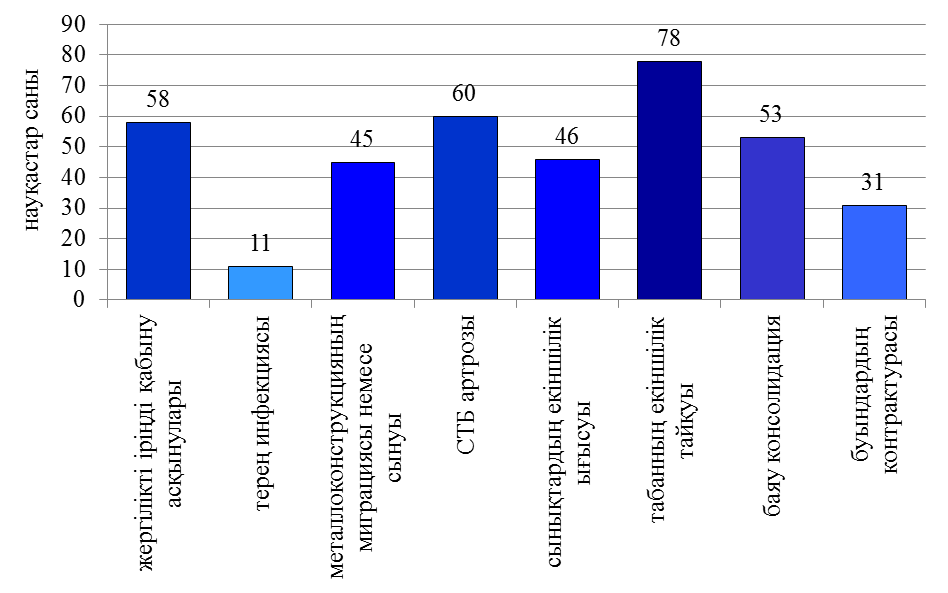 90
80
70
60
50
40
30
20
10
0
науқастар саны
58
11
45
60
46
78
53
31
жергілікті іріңді қабыну
асқынулары
терең инфекциясы
металлоконструкцияның
миграциясы немесе
сынуы
СТБ артрозы
сынықтардың екіншілік
ығысуы
табанның екіншілік
тайқуы
баяу консолидация
буындардың
контрактурасы